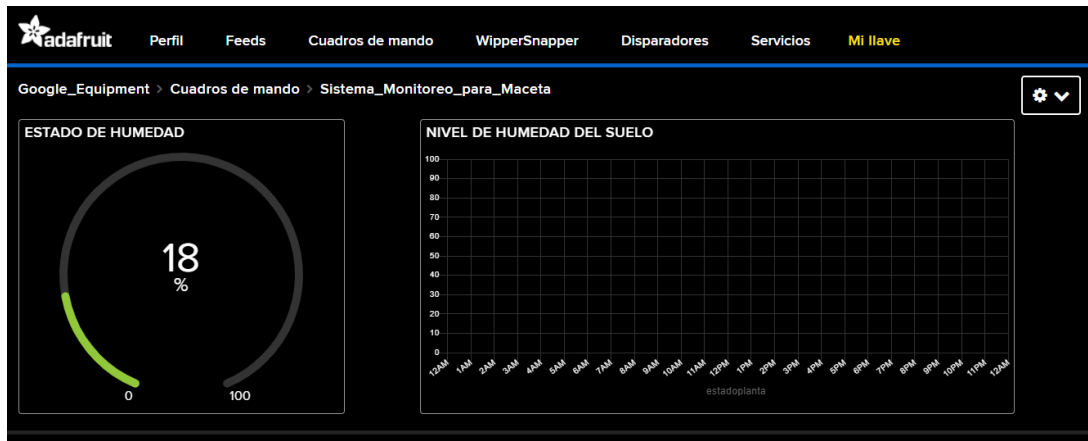 adafruit Perfil Feeds Cuadros de mando WipperSnapper Disparadores Servicios Mi llave
Google_Equipment > Cuadros de mando > Sistema_Monitoreo_para_Maceta
ESTADO DE HUMEDAD
18
%
0 100
NIVEL DE HUMEDAD DEL SUELO
100
90
80
70
60
50
40
30
20
10
0
12AM 1AM 2AM 3AM 4AM 5AM 6AM 7AM 8AM 9AM 10AM 11AM 12PM 1PM 2PM 3PM 4PM 5PM 6PM 7PM 8PM 9PM 10PM 11PM 12AM
estadoplanta